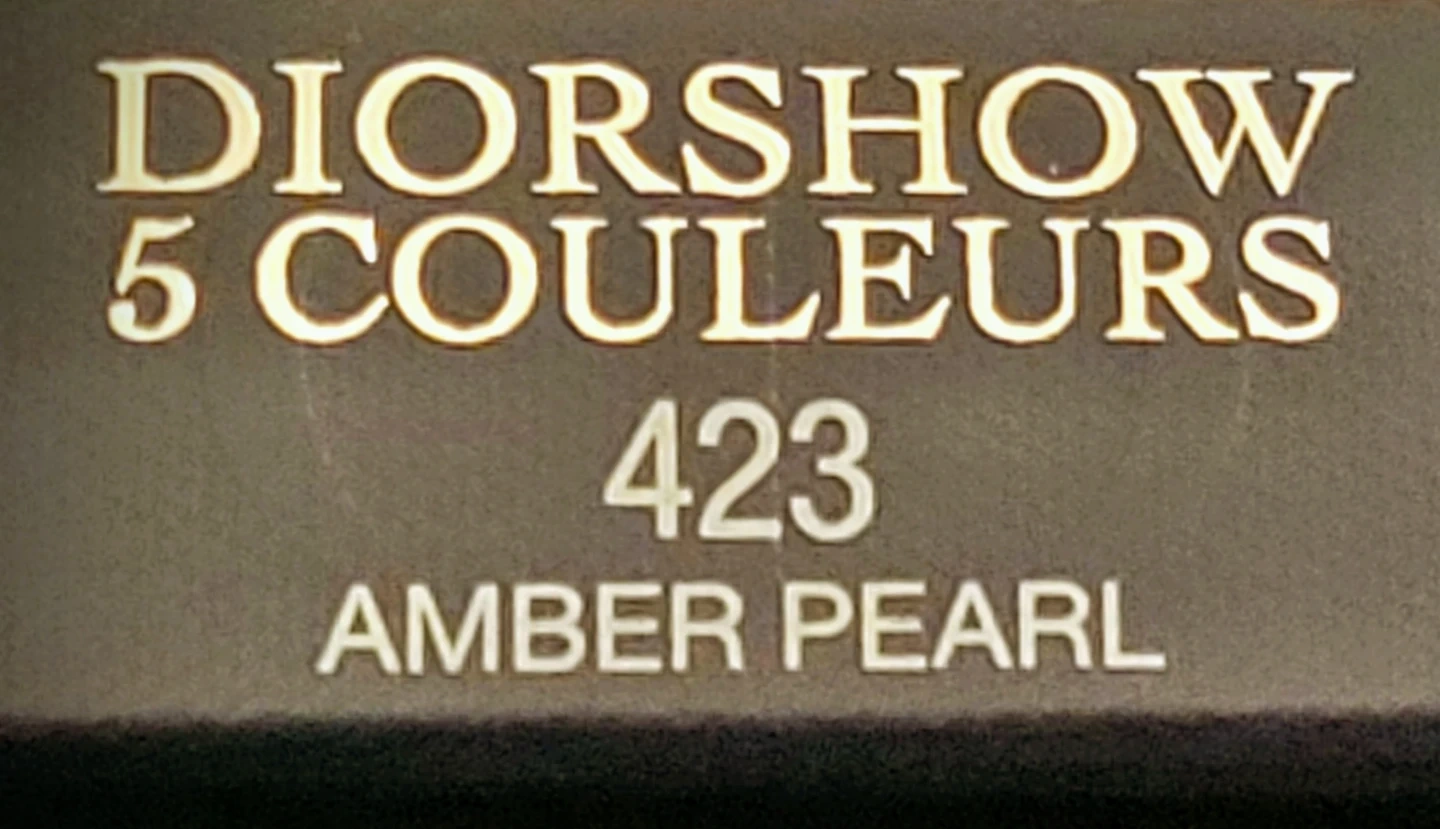 DIORSHOW
5 COULEURS
423
AMBER PEARL